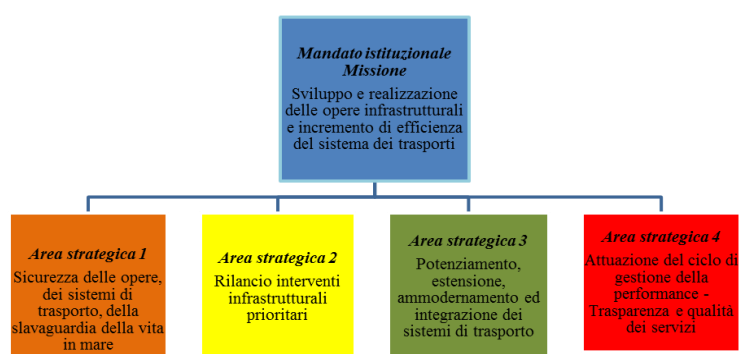 Mandato istituzionale
Missione
Sviluppo e realizzazione
delle opere infrastrutturali
e incremento di efficienza
del sistema dei trasporti
Area strategica 1
Sicurezza delle opere,
dei sistemi di
trasporto, della
slavaguardia della vita
in mare
Area strategica 2
Rilancio interventi
infrastrutturali
prioritari
Area strategica 3
Potenziamento,
estensione,
ammodernamento ed
integrazione dei
sistemi di trasporto
Area strategica 4
Attuazione del ciclo di
gestione della
performance -
Trasparenza e qualità
dei servizi